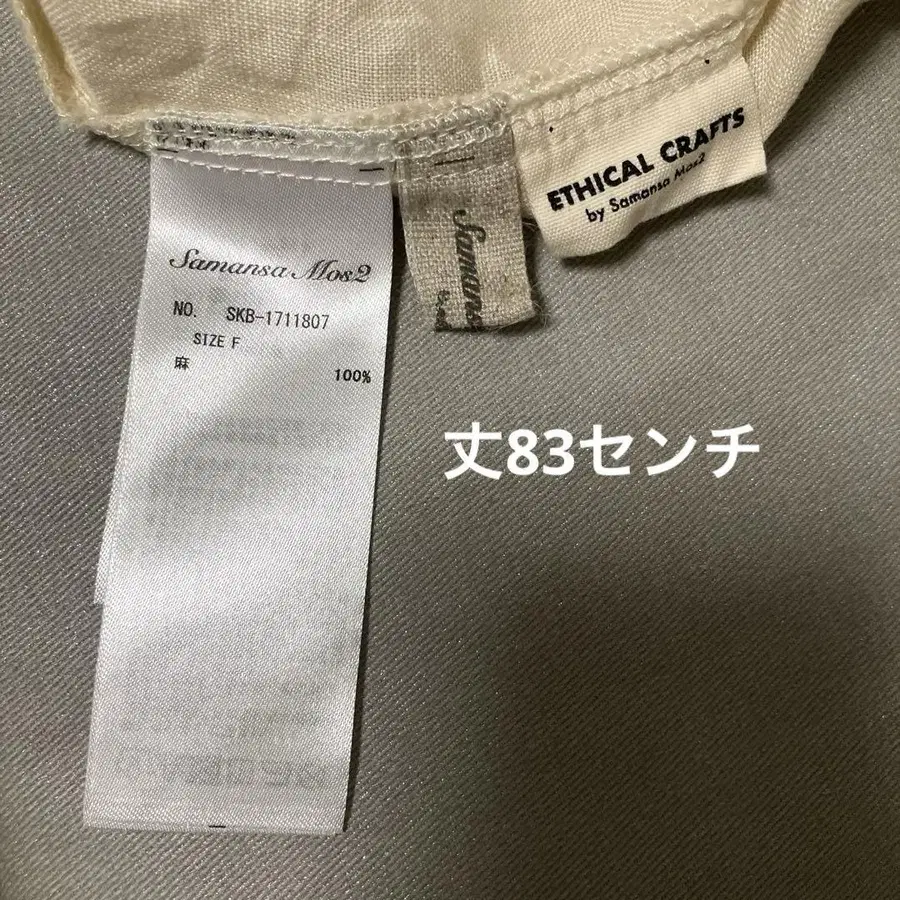 Samansa Mos2
NO. SKB-1711807
SIZE F
麻 100%
Samans
ETHICAL CRAFTS
by Samansa Mos2
丈83センチ